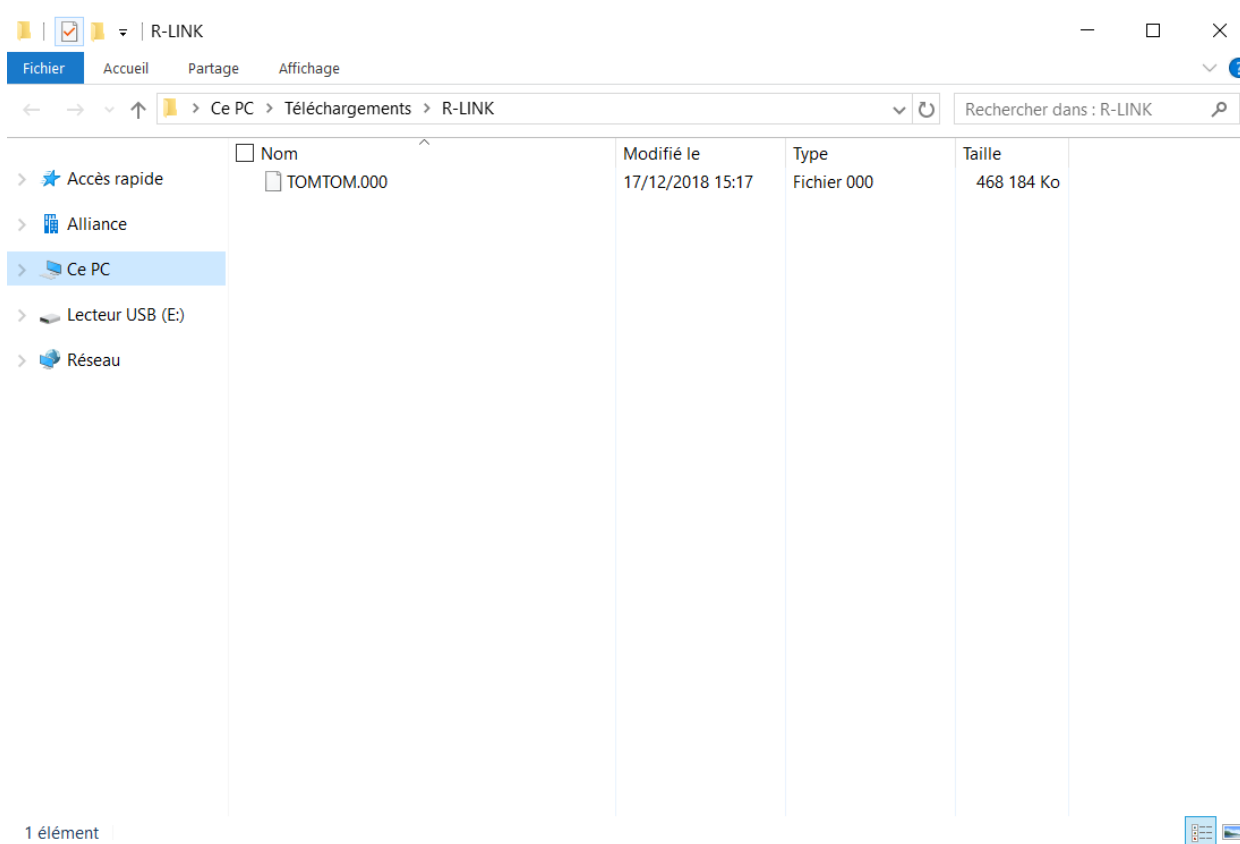 R-LINK
Fichier Accueil Partage Affichage
Ce PC > Téléchargements > R-LINK Rechercher dans : R-LINK
Nom Modifié le Type Taille
TOMTOM.000 17/12/2018 15:17 Fichier 000 468 184 Ko
Accès rapide
Alliance
Ce PC
Lecteur USB (E:)
Réseau
1 élément